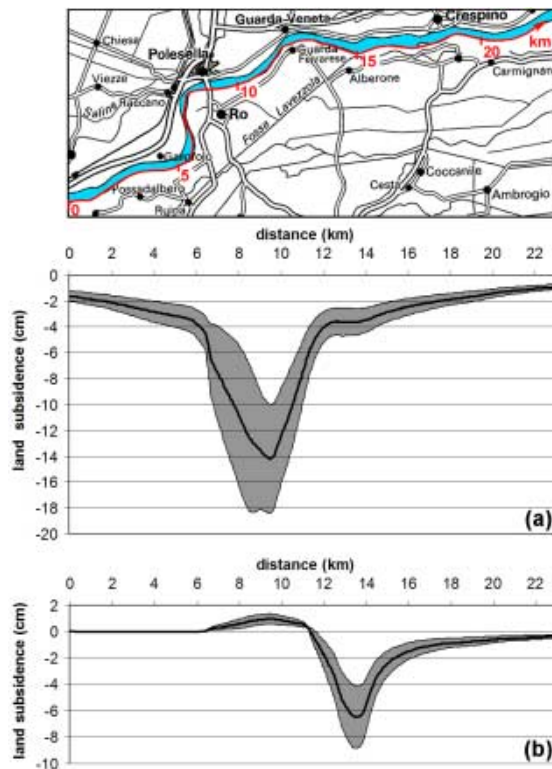 Chiesa
Guarda Veneta
Crespino
km
Polesella
20
Viezze
Guarda
Ferrarese
15
Carmignan
Salina
Raccano
10
Alberone
Ro
Fossa Lavezzola
Garofolo
5
Coccanile
Possadalbero
Cesta
Ambrogio
0
Ruina
distance (km)
0 2 4 6 8 10 12 14 16 18 20 22
0
-2
-4
-6
-8
-10
-12
-14
-16
-18
-20
land subsidence (cm)
(a)
distance (km)
0 2 4 6 8 10 12 14 16 18 20 22
2
0
-2
-4
-6
-8
-10
land subsidence (cm)
(b)